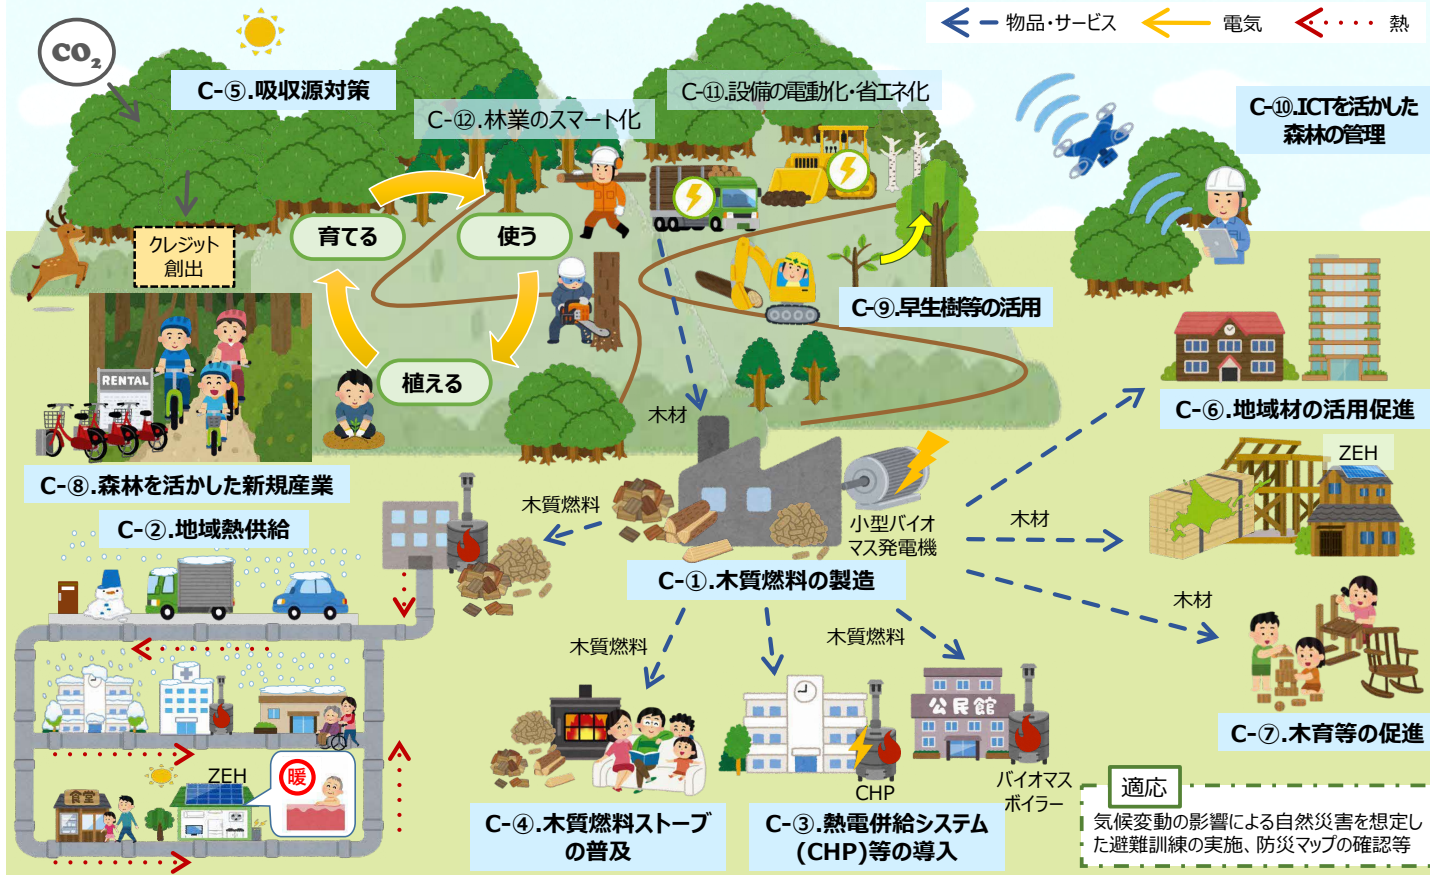 物品・サービス
電気
熱
CO₂
C-⑤.吸収源対策
C-⑪.設備の電動化・省エネ化
C-⑫.林業のスマート化
C-⑩.ICTを活かした
森林の管理
育てる
使う
植える
クレジット
創出
C-⑨.早生樹等の活用
RENTAL
木材
C-⑥.地域材の活用促進
ZEH
C-⑧.森林を活かした新規産業
C-②.地域熱供給
木質燃料
小型バイオ
マス発電機
木材
C-①.木質燃料の製造
木材
木質燃料
木質燃料
公民館
C-⑦.木育等の促進
ZEH
暖
食堂
CHP
バイオマス
ボイラー
C-④.木質燃料ストーブ
の普及
C-③.熱電併給システム
(CHP)等の導入
適応
気候変動の影響による自然災害を想定し
た避難訓練の実施、防災マップの確認等